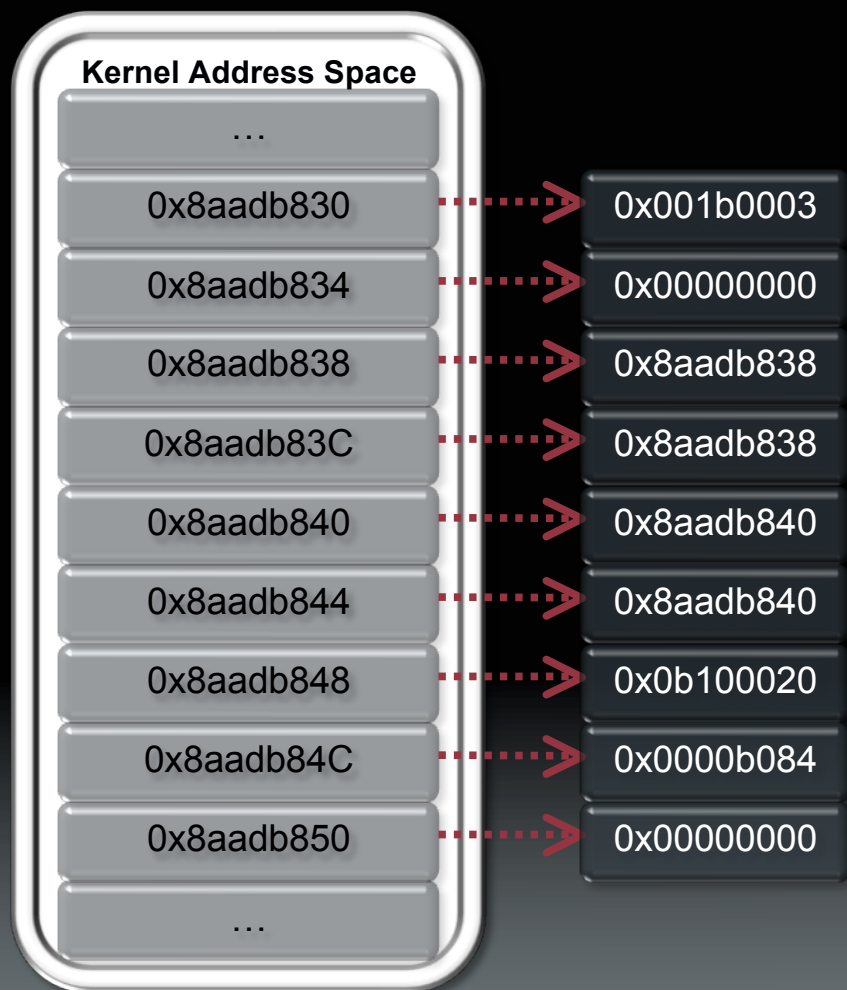 Kernel Address Space
…
0x8aadb830 0x001b0003
0x8aadb834 0x00000000
0x8aadb838 0x8aadb838
0x8aadb83C 0x8aadb838
0x8aadb840 0x8aadb840
0x8aadb844 0x8aadb840
0x8aadb848 0x0b100020
0x8aadb84C 0x0000b084
0x8aadb850 0x00000000
…